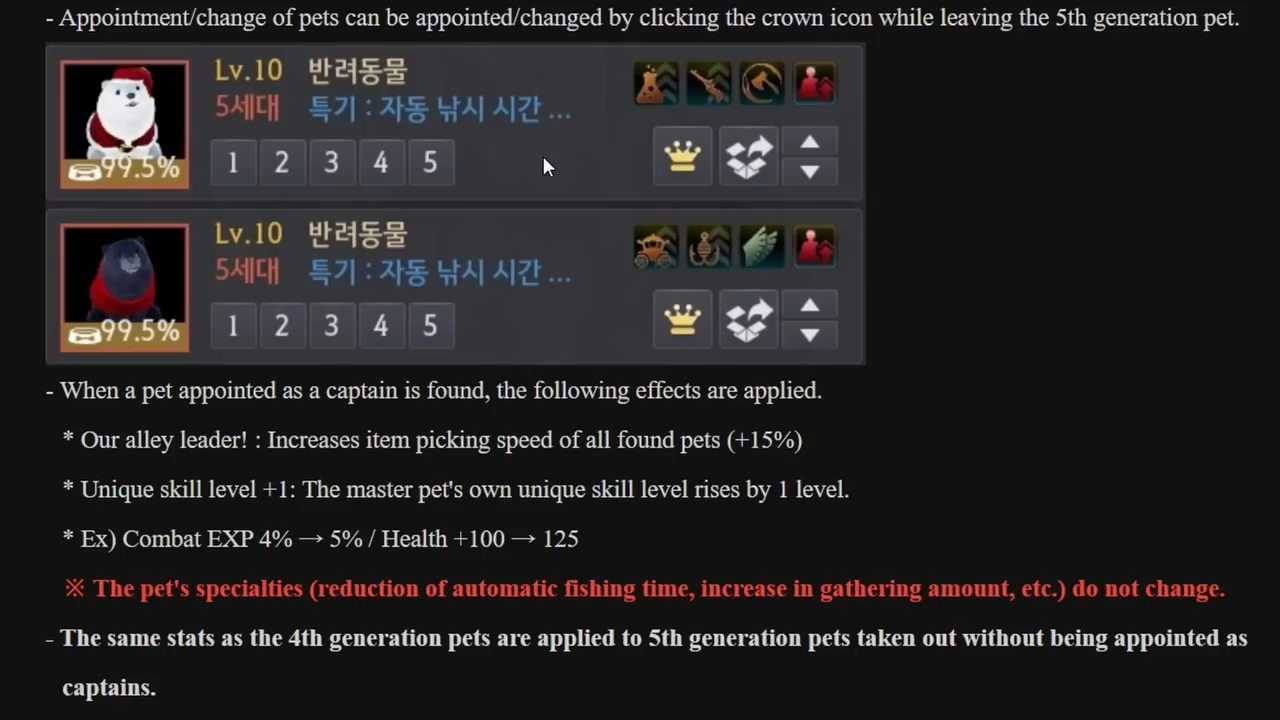 - Appointment/change of pets can be appointed/changed by clicking the crown icon while leaving the 5th generation pet.
Lv.10 반려동물
5세대 특기 : 자동 낚시 시간 ...
99.5% 1 2 3 4 5
Lv.10 반려동물
5세대 특기 : 자동 낚시 시간 ...
99.5% 1 2 3 4 5
- When a pet appointed as a captain is found, the following effects are applied.
* Our alley leader! : Increases item picking speed of all found pets (+15%)
* Unique skill level +1: The master pet's own unique skill level rises by 1 level.
* Ex) Combat EXP 4% → 5% / Health +100 → 125
※ The pet's specialties (reduction of automatic fishing time, increase in gathering amount, etc.) do not change.
- The same stats as the 4th generation pets are applied to 5th generation pets taken out without being appointed as
captains.